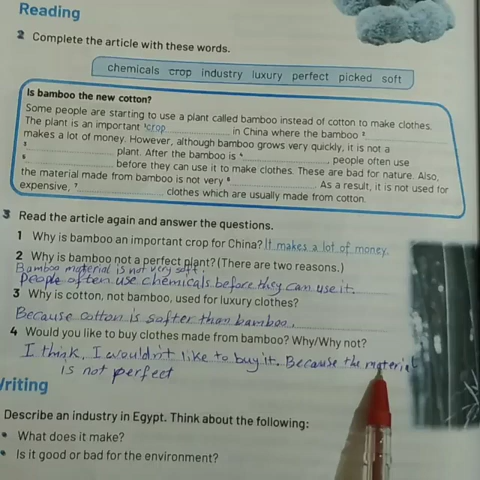 Reading
2 Complete the article with these words.
chemicals crop industry luxury perfect picked soft
Is bamboo the new cotton?
Some people are starting to use a plant called bamboo instead of cotton to make clothes.
The plant is an important ¹crop in China where the bamboo ²
makes a lot of money. However, although bamboo grows very quickly, it is not a
³ plant. After the bamboo is ⁴ , people often use
⁵ before they can use it to make clothes. These are bad for nature. Also,
the material made from bamboo is not very ⁶ . As a result, it is not used for
expensive, ⁷ clothes which are usually made from cotton.
3 Read the article again and answer the questions.
1 Why is bamboo an important crop for China? It makes a lot of money.
2 Why is bamboo not a perfect plant? (There are two reasons.)
Bamboo material is not very soft.
People often use chemicals before they can use it.
3 Why is cotton, not bamboo, used for luxury clothes?
Because cotton is softer than bamboo.
4 Would you like to buy clothes made from bamboo? Why/Why not?
I think, I wouldn't like to buy it. Because the material
is not perfect
Writing
Describe an industry in Egypt. Think about the following:
• What does it make?
• Is it good or bad for the environment?